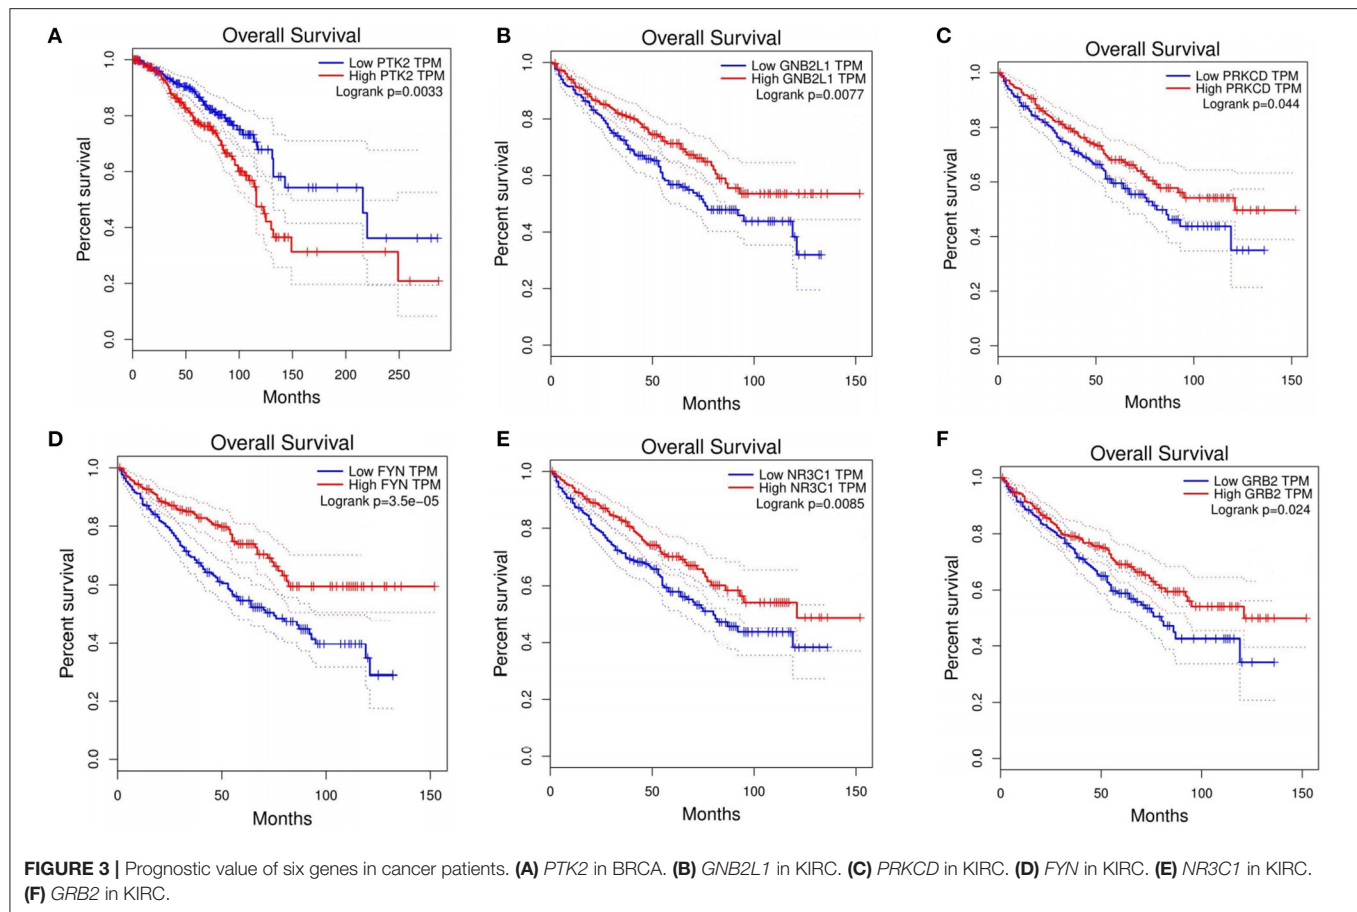 A
Overall Survival
Low PTK2 TPM
High PTK2 TPM
Logrank p=0.0033
Percent survival
0.0 0.2 0.4 0.6 0.8 1.0
0 50 100 150 200 250
Months
B
Overall Survival
Low GNB2L1 TPM
High GNB2L1 TPM
Logrank p=0.0077
Percent survival
0.0 0.2 0.4 0.6 0.8 1.0
0 50 100 150
Months
C
Overall Survival
Low PRKCD TPM
High PRKCD TPM
Logrank p=0.044
Percent survival
0.0 0.2 0.4 0.6 0.8 1.0
0 50 100 150
Months
D
Overall Survival
Low FYN TPM
High FYN TPM
Logrank p=3.5e−05
Percent survival
0.0 0.2 0.4 0.6 0.8 1.0
0 50 100 150
Months
E
Overall Survival
Low NR3C1 TPM
High NR3C1 TPM
Logrank p=0.0085
Percent survival
0.0 0.2 0.4 0.6 0.8 1.0
0 50 100 150
Months
F
Overall Survival
Low GRB2 TPM
High GRB2 TPM
Logrank p=0.024
Percent survival
0.0 0.2 0.4 0.6 0.8 1.0
0 50 100 150
Months
FIGURE 3 | Prognostic value of six genes in cancer patients. (A) PTK2 in BRCA. (B) GNB2L1 in KIRC. (C) PRKCD in KIRC. (D) FYN in KIRC. (E) NR3C1 in KIRC.
(F) GRB2 in KIRC.